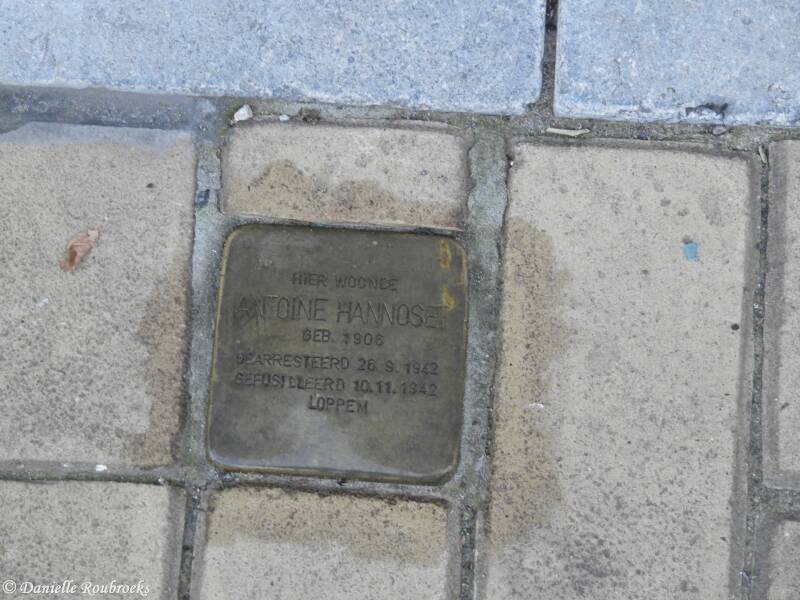 HIER WOONDE
ANTOINE HANNOSET
GEB. 1906
GEARRESTEERD 26.9.1942
GEFUSILLEERD 10.11.1942
LOPPEM
© Danielle Roubroeks